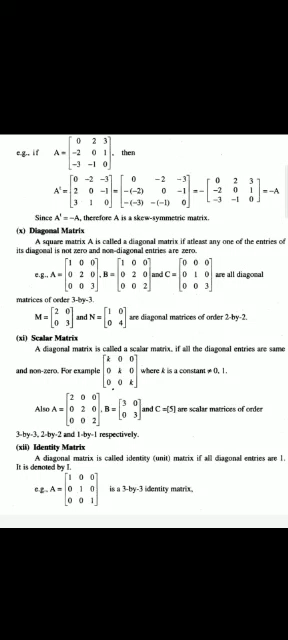 e.g., if A = [0 2 3; -2 0 1; -3 -1 0], then
Aᵗ = [0 -2 -3; 2 0 -1; 3 1 0] = [0 -2 -3; -(-2) 0 -1; -(-3) -(-1) 0] = - [0 2 3; -2 0 1; -3 -1 0] = -A
Since Aᵗ = -A, therefore A is a skew-symmetric matrix.
(x) Diagonal Matrix
A square matrix A is called a diagonal matrix if atleast any one of the entries of
its diagonal is not zero and non-diagonal entries are zero.
e.g., A = [1 0 0; 0 2 0; 0 0 3], B = [1 0 0; 0 2 0; 0 0 2] and C = [0 0 0; 0 1 0; 0 0 3] are all diagonal
matrices of order 3-by-3.
M = [2 0; 0 3] and N = [1 0; 0 4] are diagonal matrices of order 2-by-2.
(xi) Scalar Matrix
A diagonal matrix is called a scalar matrix, if all the diagonal entries are same
and non-zero. For example [k 0 0; 0 k 0; 0 0 k] where k is a constant ≠ 0, 1.
Also A = [2 0 0; 0 2 0; 0 0 2], B = [3 0; 0 3] and C =[5] are scalar matrices of order
3-by-3, 2-by-2 and 1-by-1 respectively.
(xii) Identity Matrix
A diagonal matrix is called identity (unit) matrix if all diagonal entries are 1.
It is denoted by I.
e.g., A = [1 0 0; 0 1 0; 0 0 1] is a 3-by-3 identity matrix,